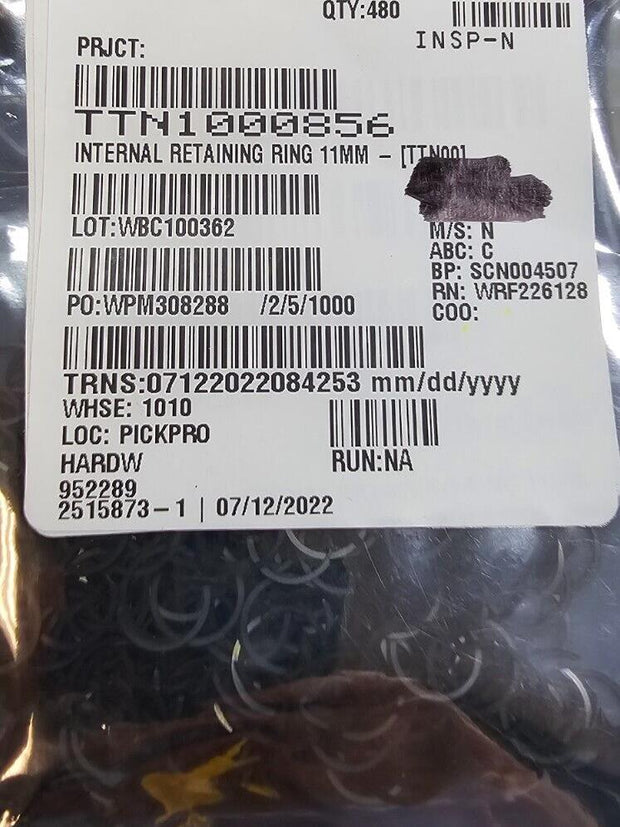 QTY:480
PRJCT:
INSP-N
TTN1000856
INTERNAL RETAINING RING 11MM - [TTN00]
LOT:WBC100362
M/S: N
ABC: C
BP: SCN004507
RN: WRF226128
PO:WPM308288 /2/5/1000
COO:
TRNS:07122022084253 mm/dd/yyyy
WHSE: 1010
LOC: PICKPRO
HARDW
RUN:NA
952289
2515873-1 | 07/12/2022